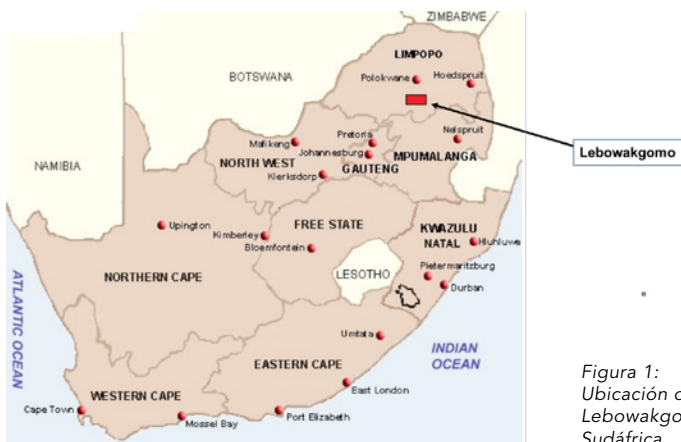 ZIMBABWE
LIMPOPO
Polokwane
Hoedspruit
BOTSWANA
Lebowakgomo
Nelspruit
Pretoria
Mafikeng
Johannesburg
NORTH WEST
MPUMALANGA
GAUTENG
Klerksdorp
NAMIBIA
Upington
Kimberley
FREE STATE
Bloemfontein
KWAZULU
NATAL
Hluhluwe
LESOTHO
Pietermaritzburg
Durban
NORTHERN CAPE
ATLANTIC OCEAN
Umtata
INDIAN
OCEAN
EASTERN CAPE
East London
WESTERN CAPE
Cape Town
Mossel Bay
Port Elizabeth
Figura 1:
Ubicación
Sudáfrica